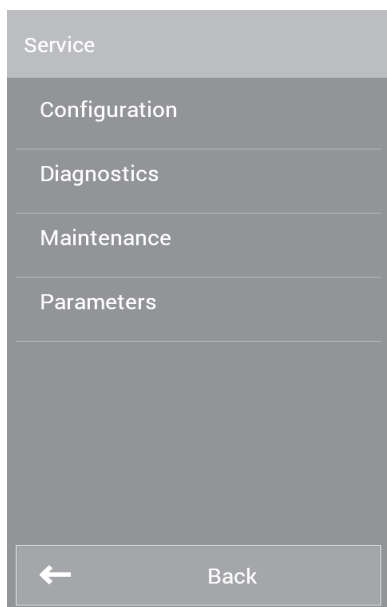 Service
Configuration
Diagnostics
Maintenance
Parameters
Back